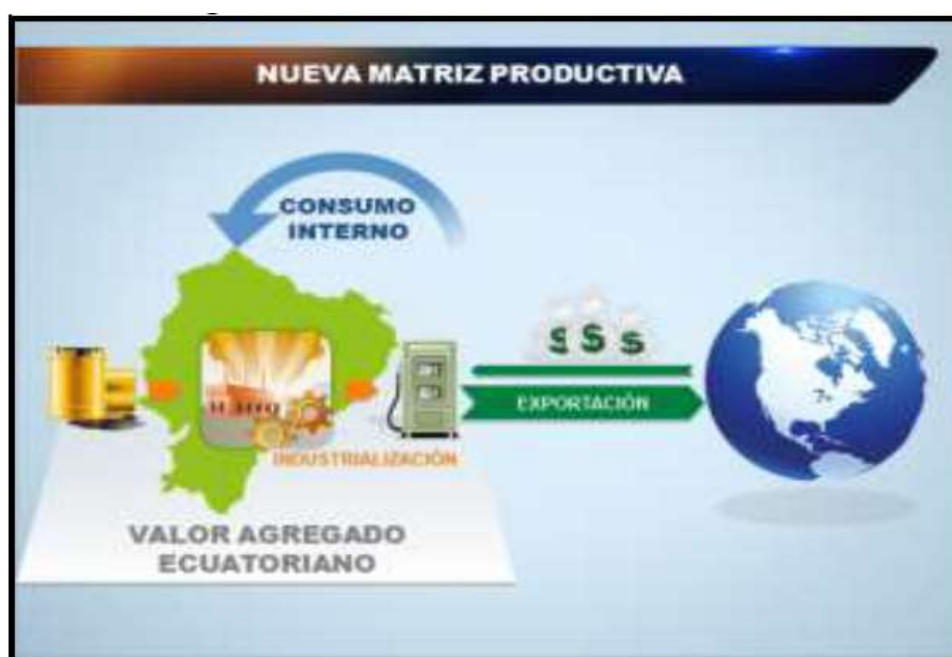 NUEVA MATRIZ PRODUCTIVA
CONSUMO
INTERNO
$ $ $
EXPORTACIÓN
INDUSTRIALIZACIÓN
VALOR AGREGADO
ECUATORIANO